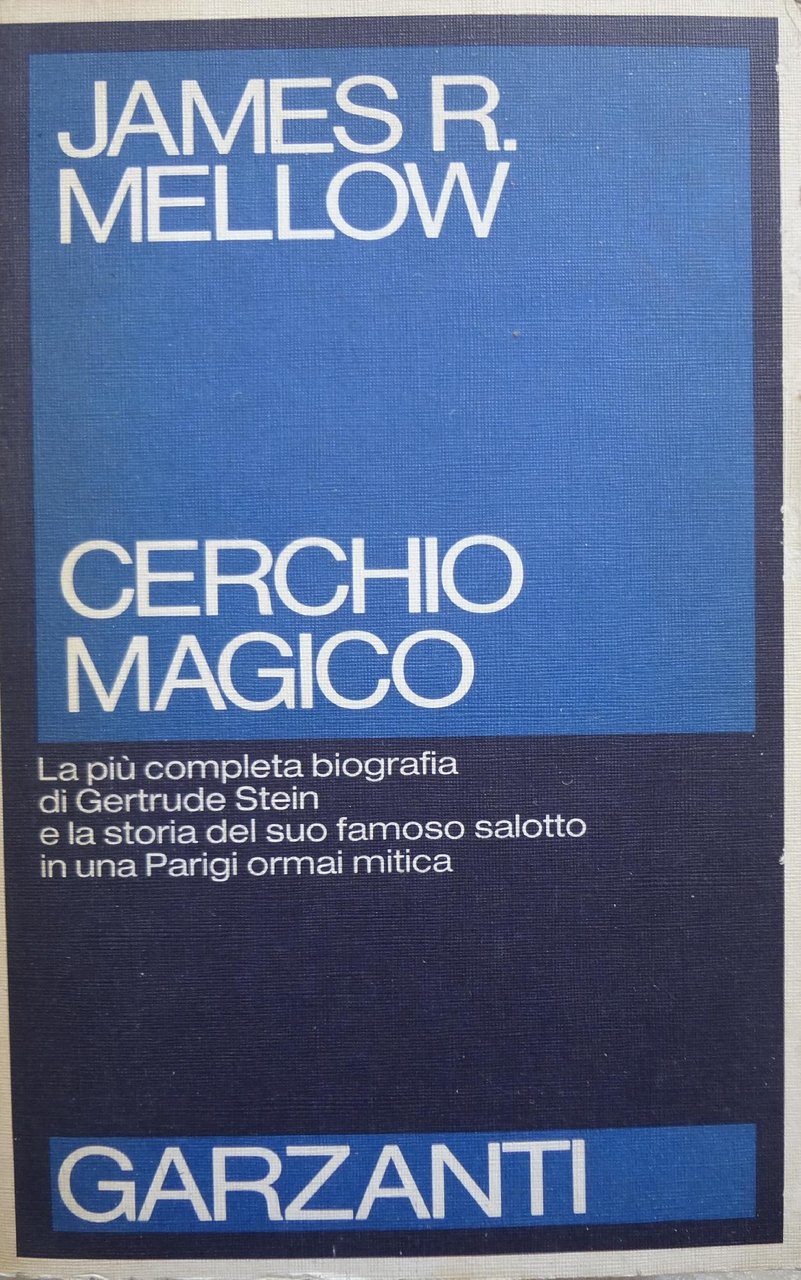 JAMES R.
MELLOW
CERCHIO
MAGICO
La più completa biografia
di Gertrude Stein
e la storia del suo famoso salotto
in una Parigi ormai mitica
GARZANTI